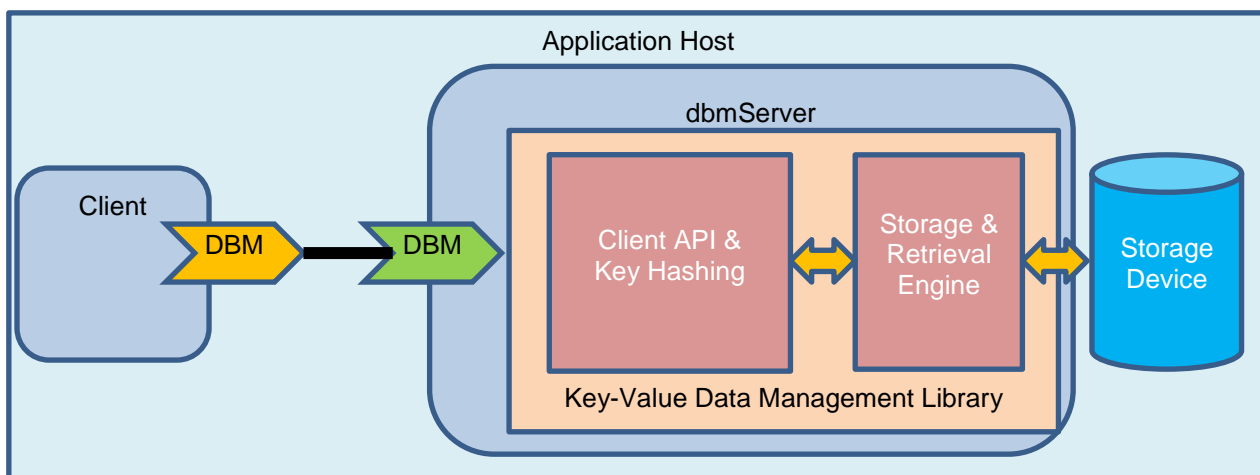 Application Host
dbmServer
Client
DBM
DBM
Client API &
Key Hashing
Storage &
Retrieval
Engine
Storage
Device
Key-Value Data Management Library